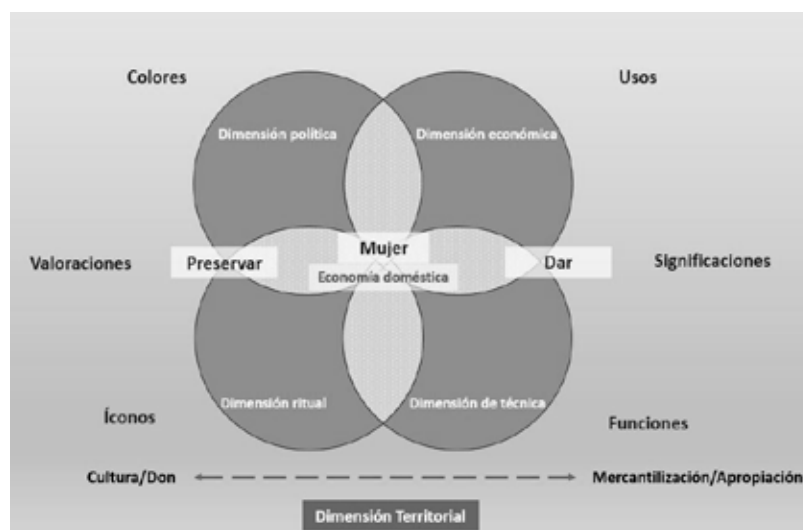 Colores
Usos
Dimensión política
Dimensión económica
Valoraciones
Preservar
Mujer
Economía doméstica
Dar
Significaciones
Dimensión ritual
Dimensión de técnica
Íconos
Funciones
Cultura/Don
Mercantilización/Apropiación
Dimensión Territorial